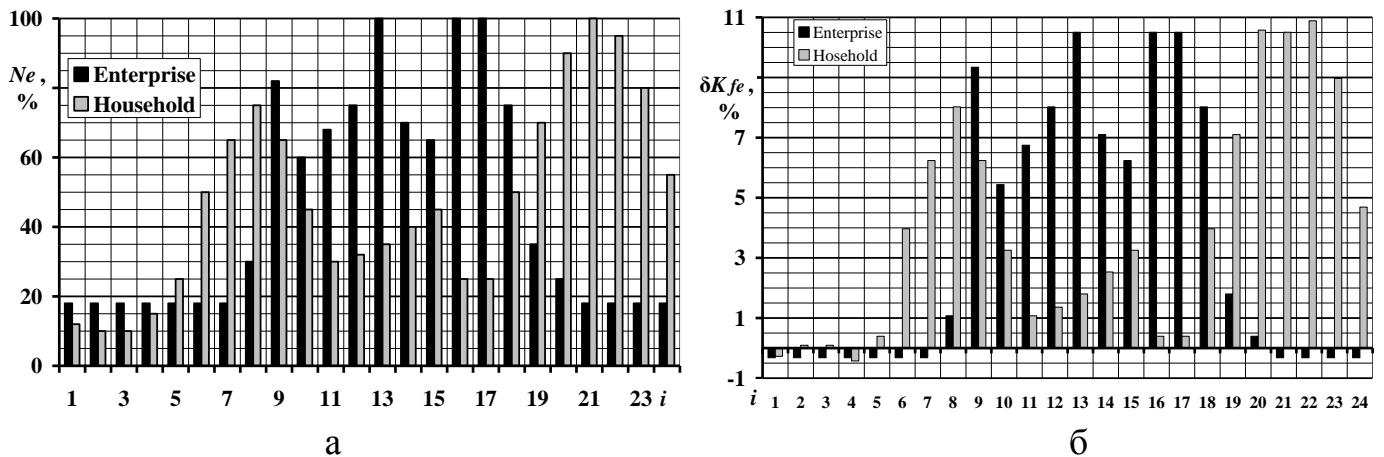 100
80
60
40
20
0
Ne ,
%
Enterprise
Household
1 3 5 7 9 11 13 15 17 19 21 23 i
а
11
7
5
3
1
-1
δK fe ,
%
Enterprise
Hosehold
i 1 2 3 4 5 6 7 8 9 10 11 12 13 14 15 16 17 18 19 20 21 22 23 24
б